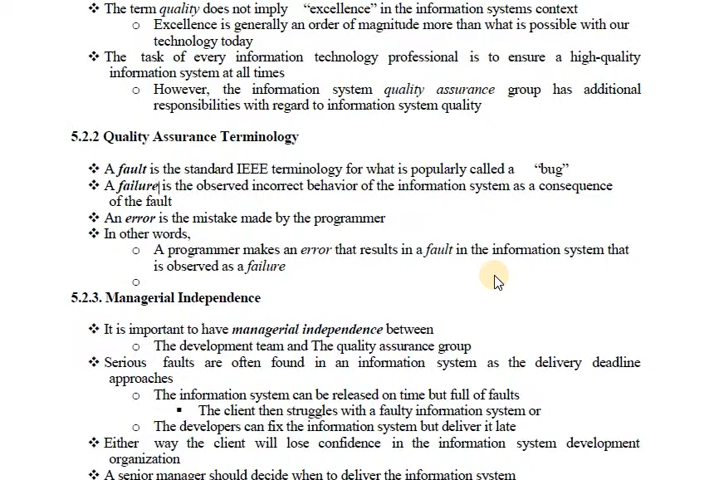 ❖ The term quality does not imply "excellence" in the information systems context
o Excellence is generally an order of magnitude more than what is possible with our
technology today
❖ The task of every information technology professional is to ensure a high-quality
information system at all times
o However, the information system quality assurance group has additional
responsibilities with regard to information system quality
5.2.2 Quality Assurance Terminology
❖ A fault is the standard IEEE terminology for what is popularly called a "bug"
❖ A failure is the observed incorrect behavior of the information system as a consequence
of the fault
❖ An error is the mistake made by the programmer
❖ In other words,
o A programmer makes an error that results in a fault in the information system that
is observed as a failure
o
5.2.3. Managerial Independence
❖ It is important to have managerial independence between
o The development team and The quality assurance group
❖ Serious faults are often found in an information system as the delivery deadline
approaches
o The information system can be released on time but full of faults
▪ The client then struggles with a faulty information system or
o The developers can fix the information system but deliver it late
❖ Either way the client will lose confidence in the information system development
organization
❖ A senior manager should decide when to deliver the information system